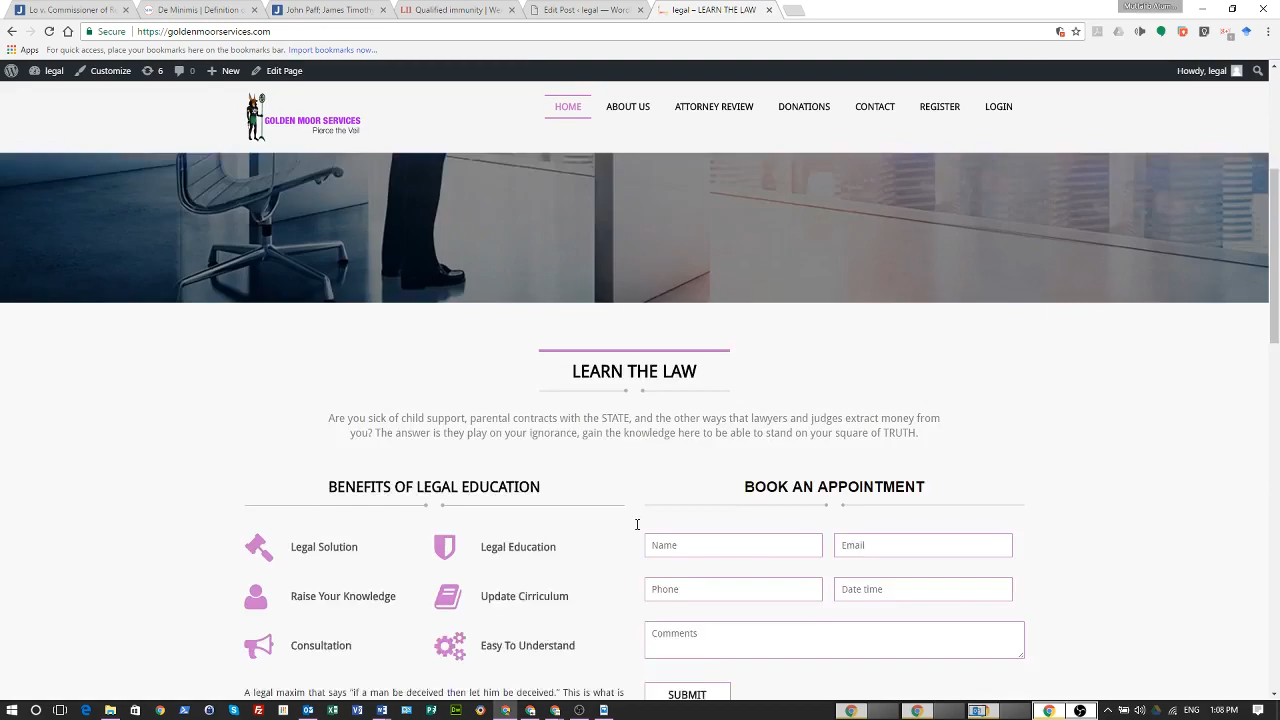 Lo v. Commissioner of R
De Minimis | Definition
John Paff; James Timothy
Qualified immunity | We
Edit Post ‹ legal — Word
legal – LEARN THE LAW
Secure https://goldenmoorservices.com
Apps For quick access, place your bookmarks here on the bookmarks bar. Import bookmarks now...
legal Customize 6 0 New Edit Page Howdy, legal
GOLDEN MOOR SERVICES
Pierce the Vail
HOME ABOUT US ATTORNEY REVIEW DONATIONS CONTACT REGISTER LOGIN
LEARN THE LAW
Are you sick of child support, parental contracts with the STATE, and the other ways that lawyers and judges extract money from
you? The answer is they play on your ignorance, gain the knowledge here to be able to stand on your square of TRUTH.
BENEFITS OF LEGAL EDUCATION
Legal Solution Legal Education
Raise Your Knowledge Update Cirriculum
Consultation Easy To Understand
A legal maxim that says "if a man be deceived then let him be deceived." This is what is
BOOK AN APPOINTMENT
Name Email
Phone Date time
Comments
SUBMIT
1:08 PM